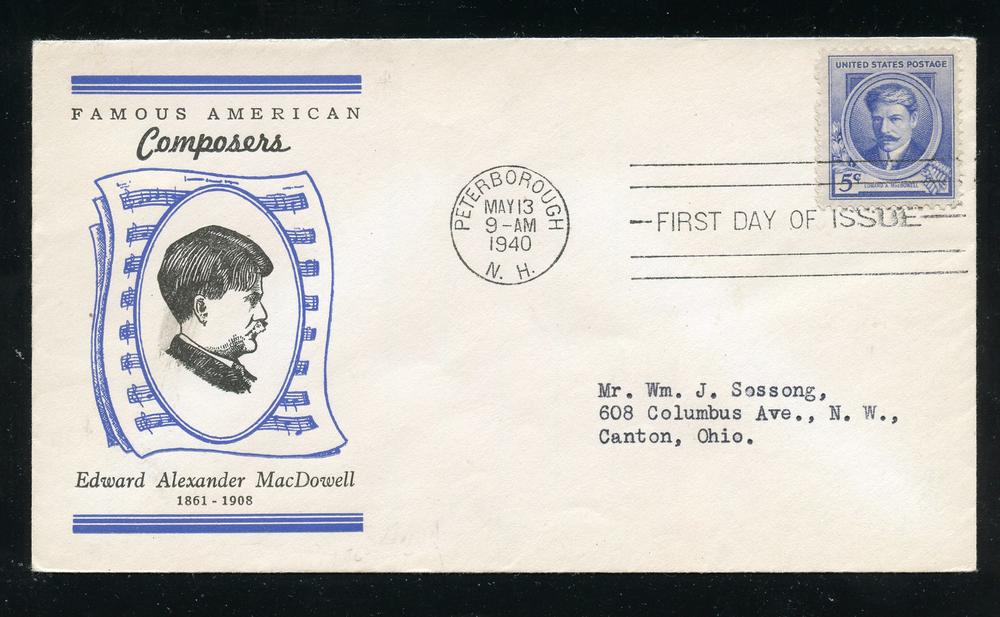 FAMOUS AMERICAN
Composers
Edward Alexander MacDowell
1861 - 1908
PETERBOROUGH
MAY 13
9-AM
1940
N. H.
UNITED STATES POSTAGE
5¢
EDWARD A. MACDOWELL
FIRST DAY OF ISSUE
Mr. Wm. J. Sossong,
608 Columbus Ave., N. W.,
Canton, Ohio.